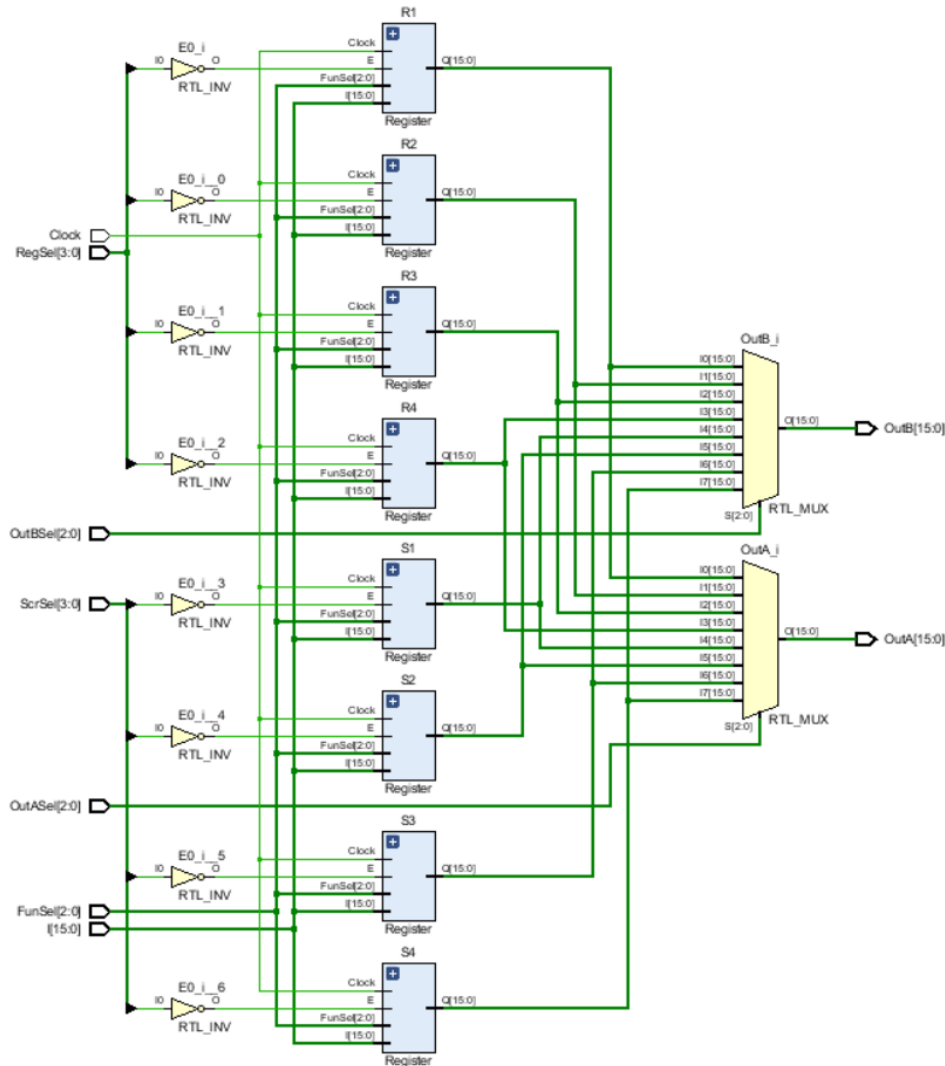 R1
E0_i
Clock
I0
O
E
Q[15:0]
FunSel[2:0]
RTL_INV
I[15:0]
Register
R2
E0_i__0
Clock
I0
O
E
Q[15:0]
FunSel[2:0]
RTL_INV
I[15:0]
Clock
Register
RegSel[3:0]
R3
E0_i__1
Clock
I0
O
E
Q[15:0]
FunSel[2:0]
RTL_INV
I[15:0]
Register
OutB_i
I0[15:0]
I1[15:0]
I2[15:0]
I3[15:0]
I4[15:0]
I5[15:0]
I6[15:0]
I7[15:0]
O[15:0]
OutB[15:0]
S[2:0]
RTL_MUX
R4
E0_i__2
Clock
I0
O
E
Q[15:0]
FunSel[2:0]
RTL_INV
I[15:0]
Register
OutBSel[2:0]
S1
E0_i__3
Clock
ScrSel[3:0]
I0
O
E
Q[15:0]
FunSel[2:0]
RTL_INV
I[15:0]
Register
OutA_i
I0[15:0]
I1[15:0]
I2[15:0]
I3[15:0]
I4[15:0]
I5[15:0]
I6[15:0]
I7[15:0]
O[15:0]
OutA[15:0]
S[2:0]
RTL_MUX
S2
E0_i__4
Clock
I0
O
E
Q[15:0]
FunSel[2:0]
RTL_INV
I[15:0]
Register
OutASel[2:0]
S3
E0_i__5
Clock
I0
O
E
Q[15:0]
FunSel[2:0]
RTL_INV
I[15:0]
FunSel[2:0]
I[15:0]
Register
S4
E0_i__6
Clock
I0
O
E
Q[15:0]
FunSel[2:0]
RTL_INV
I[15:0]
Register